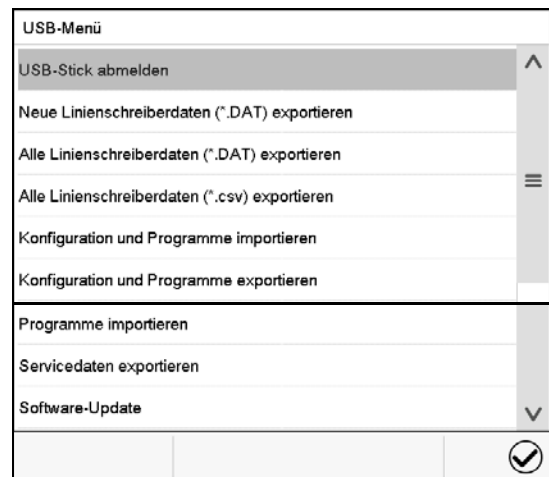 USB-Menü
USB-Stick abmelden
Neue Linienschreiberdaten (*.DAT) exportieren
Alle Linienschreiberdaten (*.DAT) exportieren
Alle Linienschreiberdaten (*.csv) exportieren
Konfiguration und Programme importieren
Konfiguration und Programme exportieren
Programme importieren
Servicedaten exportieren
Software-Update